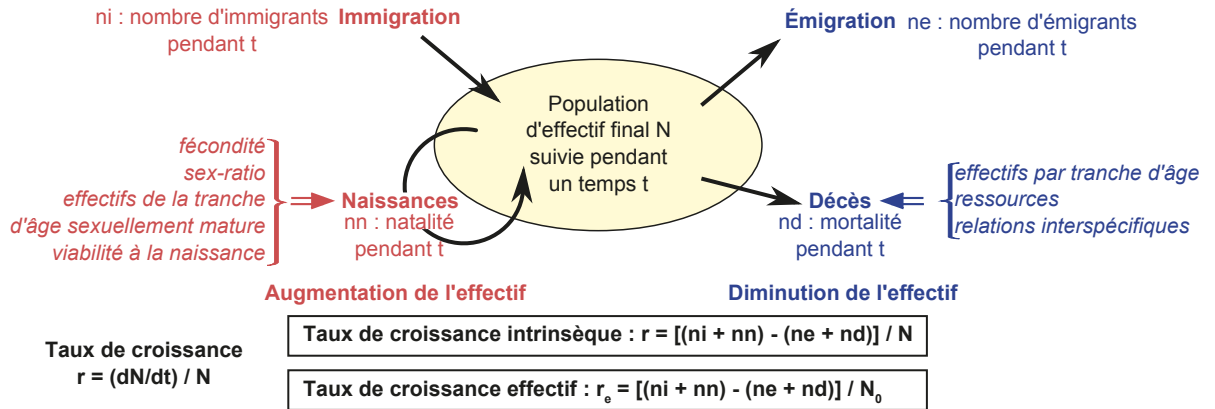 ni : nombre d'immigrants Immigration
pendant t
Émigration ne : nombre d'émigrants
pendant t
Population
d'effectif final N
suivie pendant
un temps t
fécondité
sex-ratio
effectifs de la tranche
d'âge sexuellement mature
viabilité à la naissance
Naissances
nn : natalité
pendant t
Décès
nd : mortalité
pendant t
effectifs par tranche d'âge
ressources
relations interspécifiques
Augmentation de l'effectif
Diminution de l'effectif
Taux de croissance
r = (dN/dt) / N
Taux de croissance intrinsèque : r = [(ni + nn) - (ne + nd)] / N
Taux de croissance effectif : rₑ = [(ni + nn) - (ne + nd)] / N₀